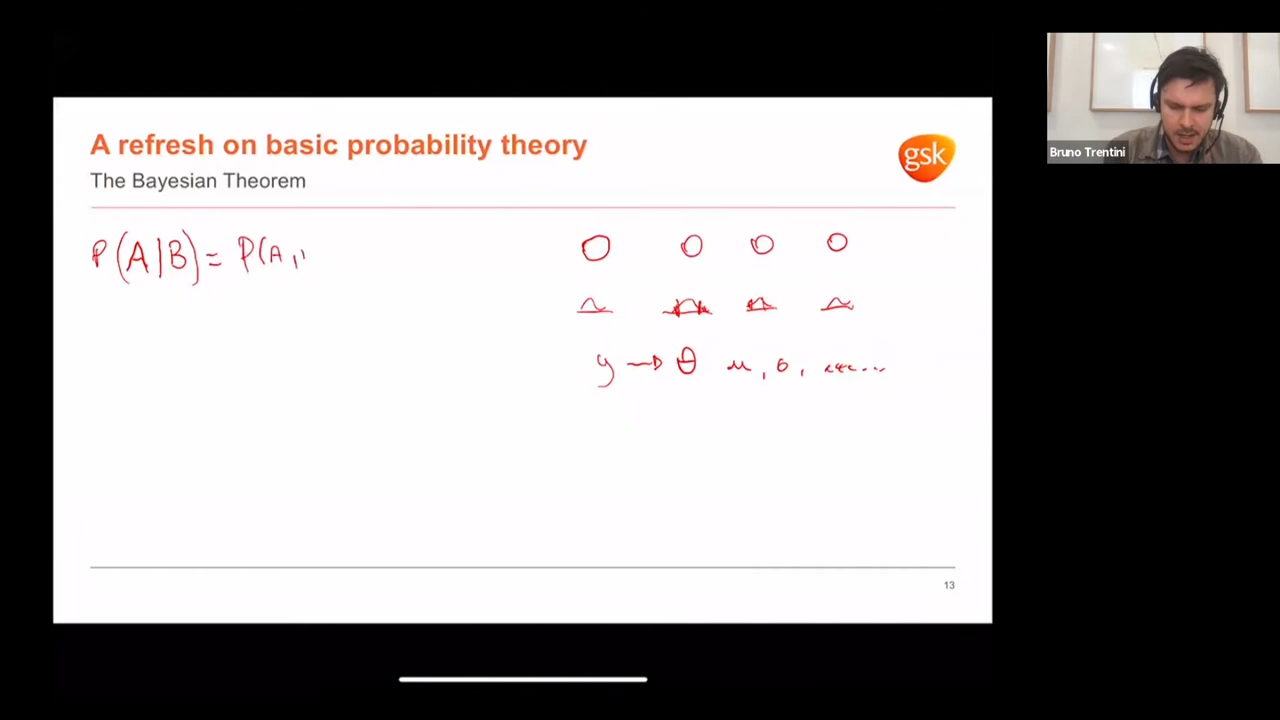 A refresh on basic probability theory
gsk
The Bayesian Theorem
Bruno Trentini
P(A|B) = P(A,
y → θ μ, σ,
13